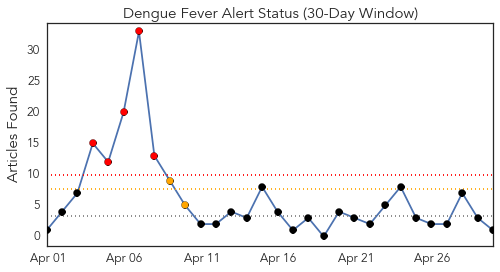 Dengue Fever Alert Status (30-Day Window)
Articles Found
30
25
20
15
10
5
0
Apr 01 Apr 06 Apr 11 Apr 16 Apr 21 Apr 26